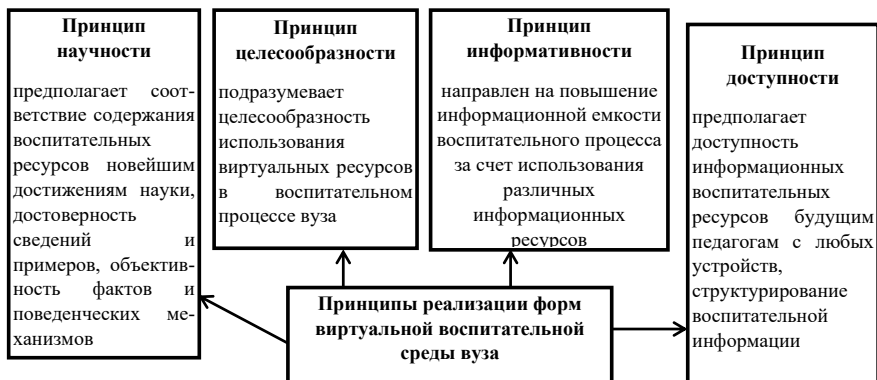 Принцип
научности
предполагает соот-
ветствие содержания
воспитательных
ресурсов новейшим
достижениям науки,
достоверность
сведений и
примеров, объектив-
ность фактов и
поведенческих ме-
ханизмов
Принцип
целесообразности
подразумевает
целесообразность
использования
виртуальных ресурсов
в воспитательном
процессе вуза
Принцип
информативности
направлен на повышение
информационной емкости
воспитательного процесса
за счет использования
различных
информационных
ресурсов
Принцип
доступности
предполагает
доступность
информационных
воспитательных
ресурсов будущим
педагогам с любых
устройств,
структурирование
воспитательной
информации
Принципы реализации форм
виртуальной воспитательной
среды вуза